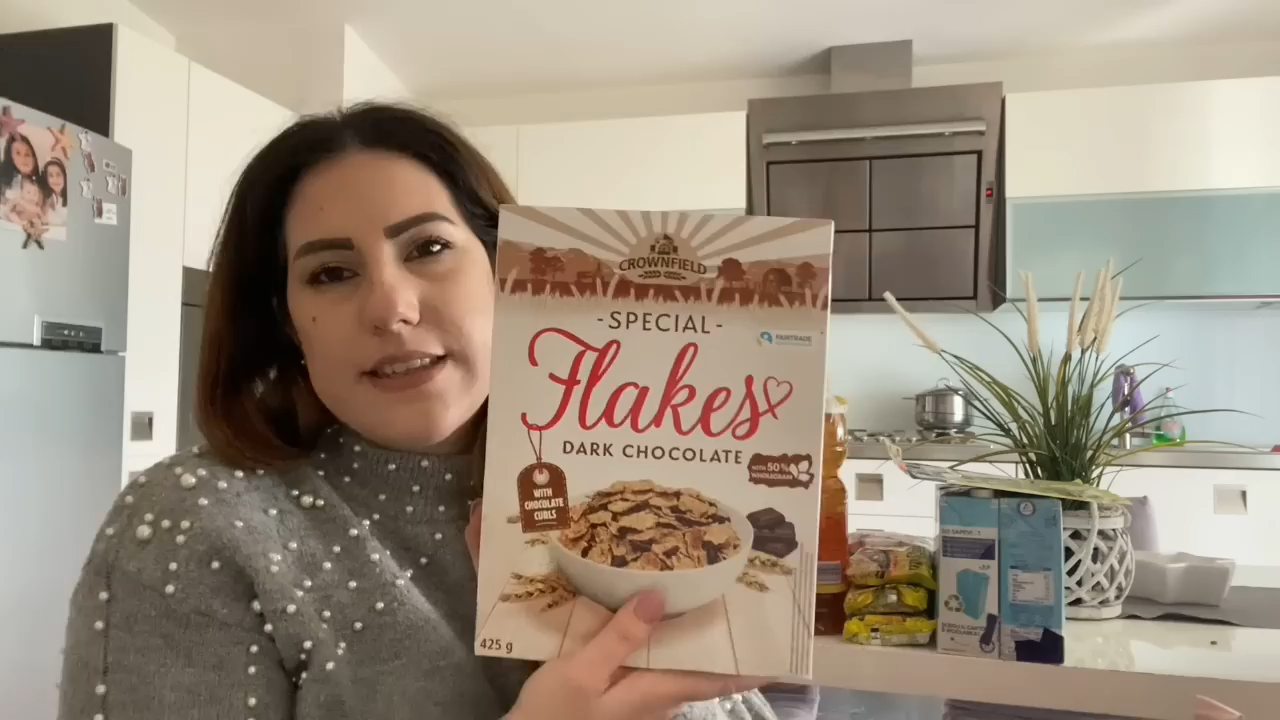 CROWNFIELD
-SPECIAL-
FAIRTRADE
Flakes
DARK CHOCOLATE
WITH 50%
WHOLEGRAIN
WITH
CHOCOLATE
CURLS
425 g